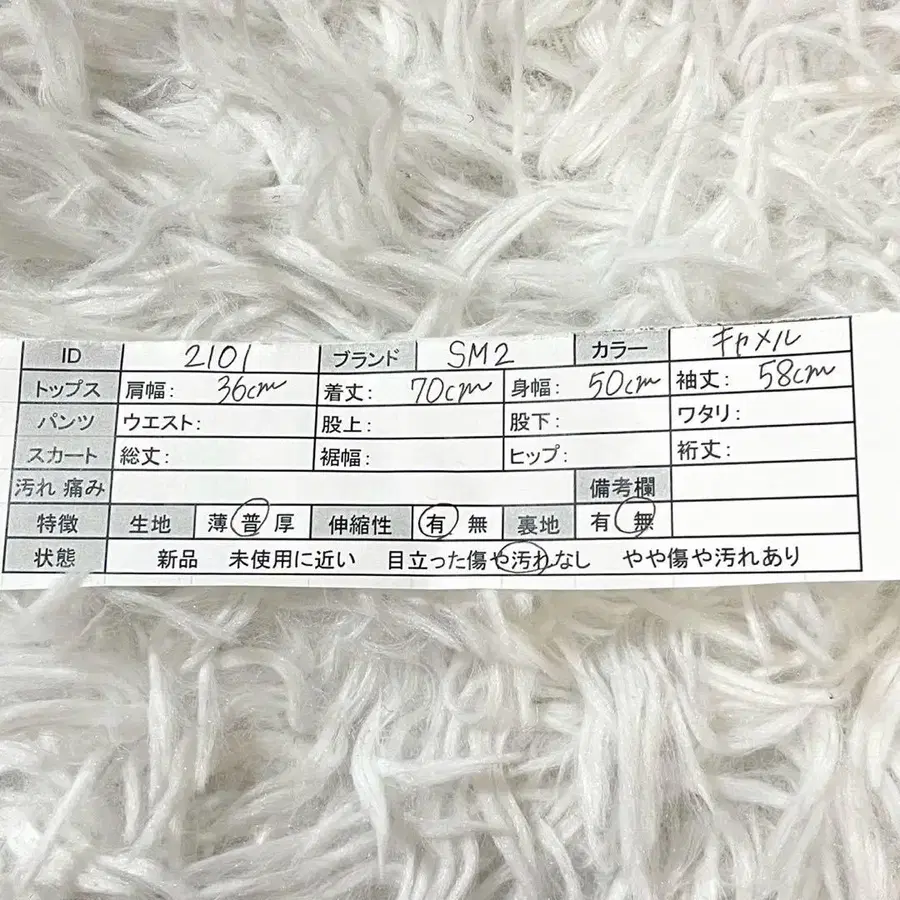 ID 2101 ブランド SM2 カラー キャメル
トップス 肩幅: 36cm 着丈: 70cm 身幅: 50cm 袖丈: 58cm
パンツ ウエスト: 股上: 股下: ワタリ:
スカート 総丈: 裾幅: ヒップ: 裄丈:
汚れ 痛み 備考欄
特徴 生地 薄 普 厚 伸縮性 有 無 裏地 有 無
状態 新品 未使用に近い 目立った傷や汚れなし やや傷や汚れあり